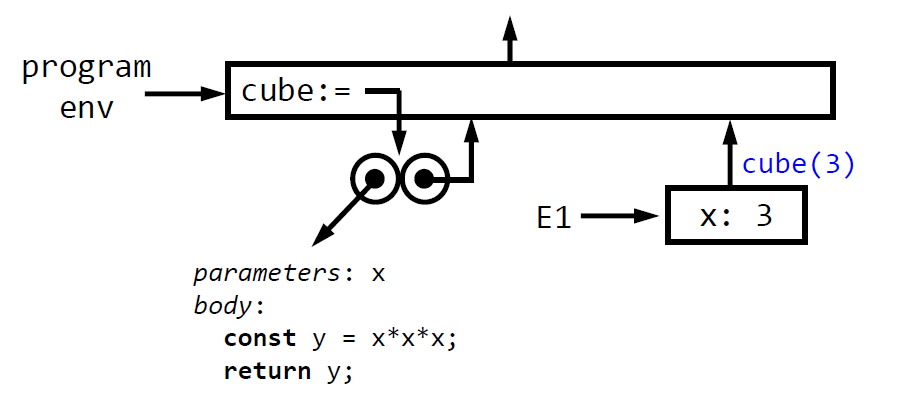 program
env
cube:=
cube(3)
E1
x: 3
parameters: x
body:
const y = x*x*x;
return y;